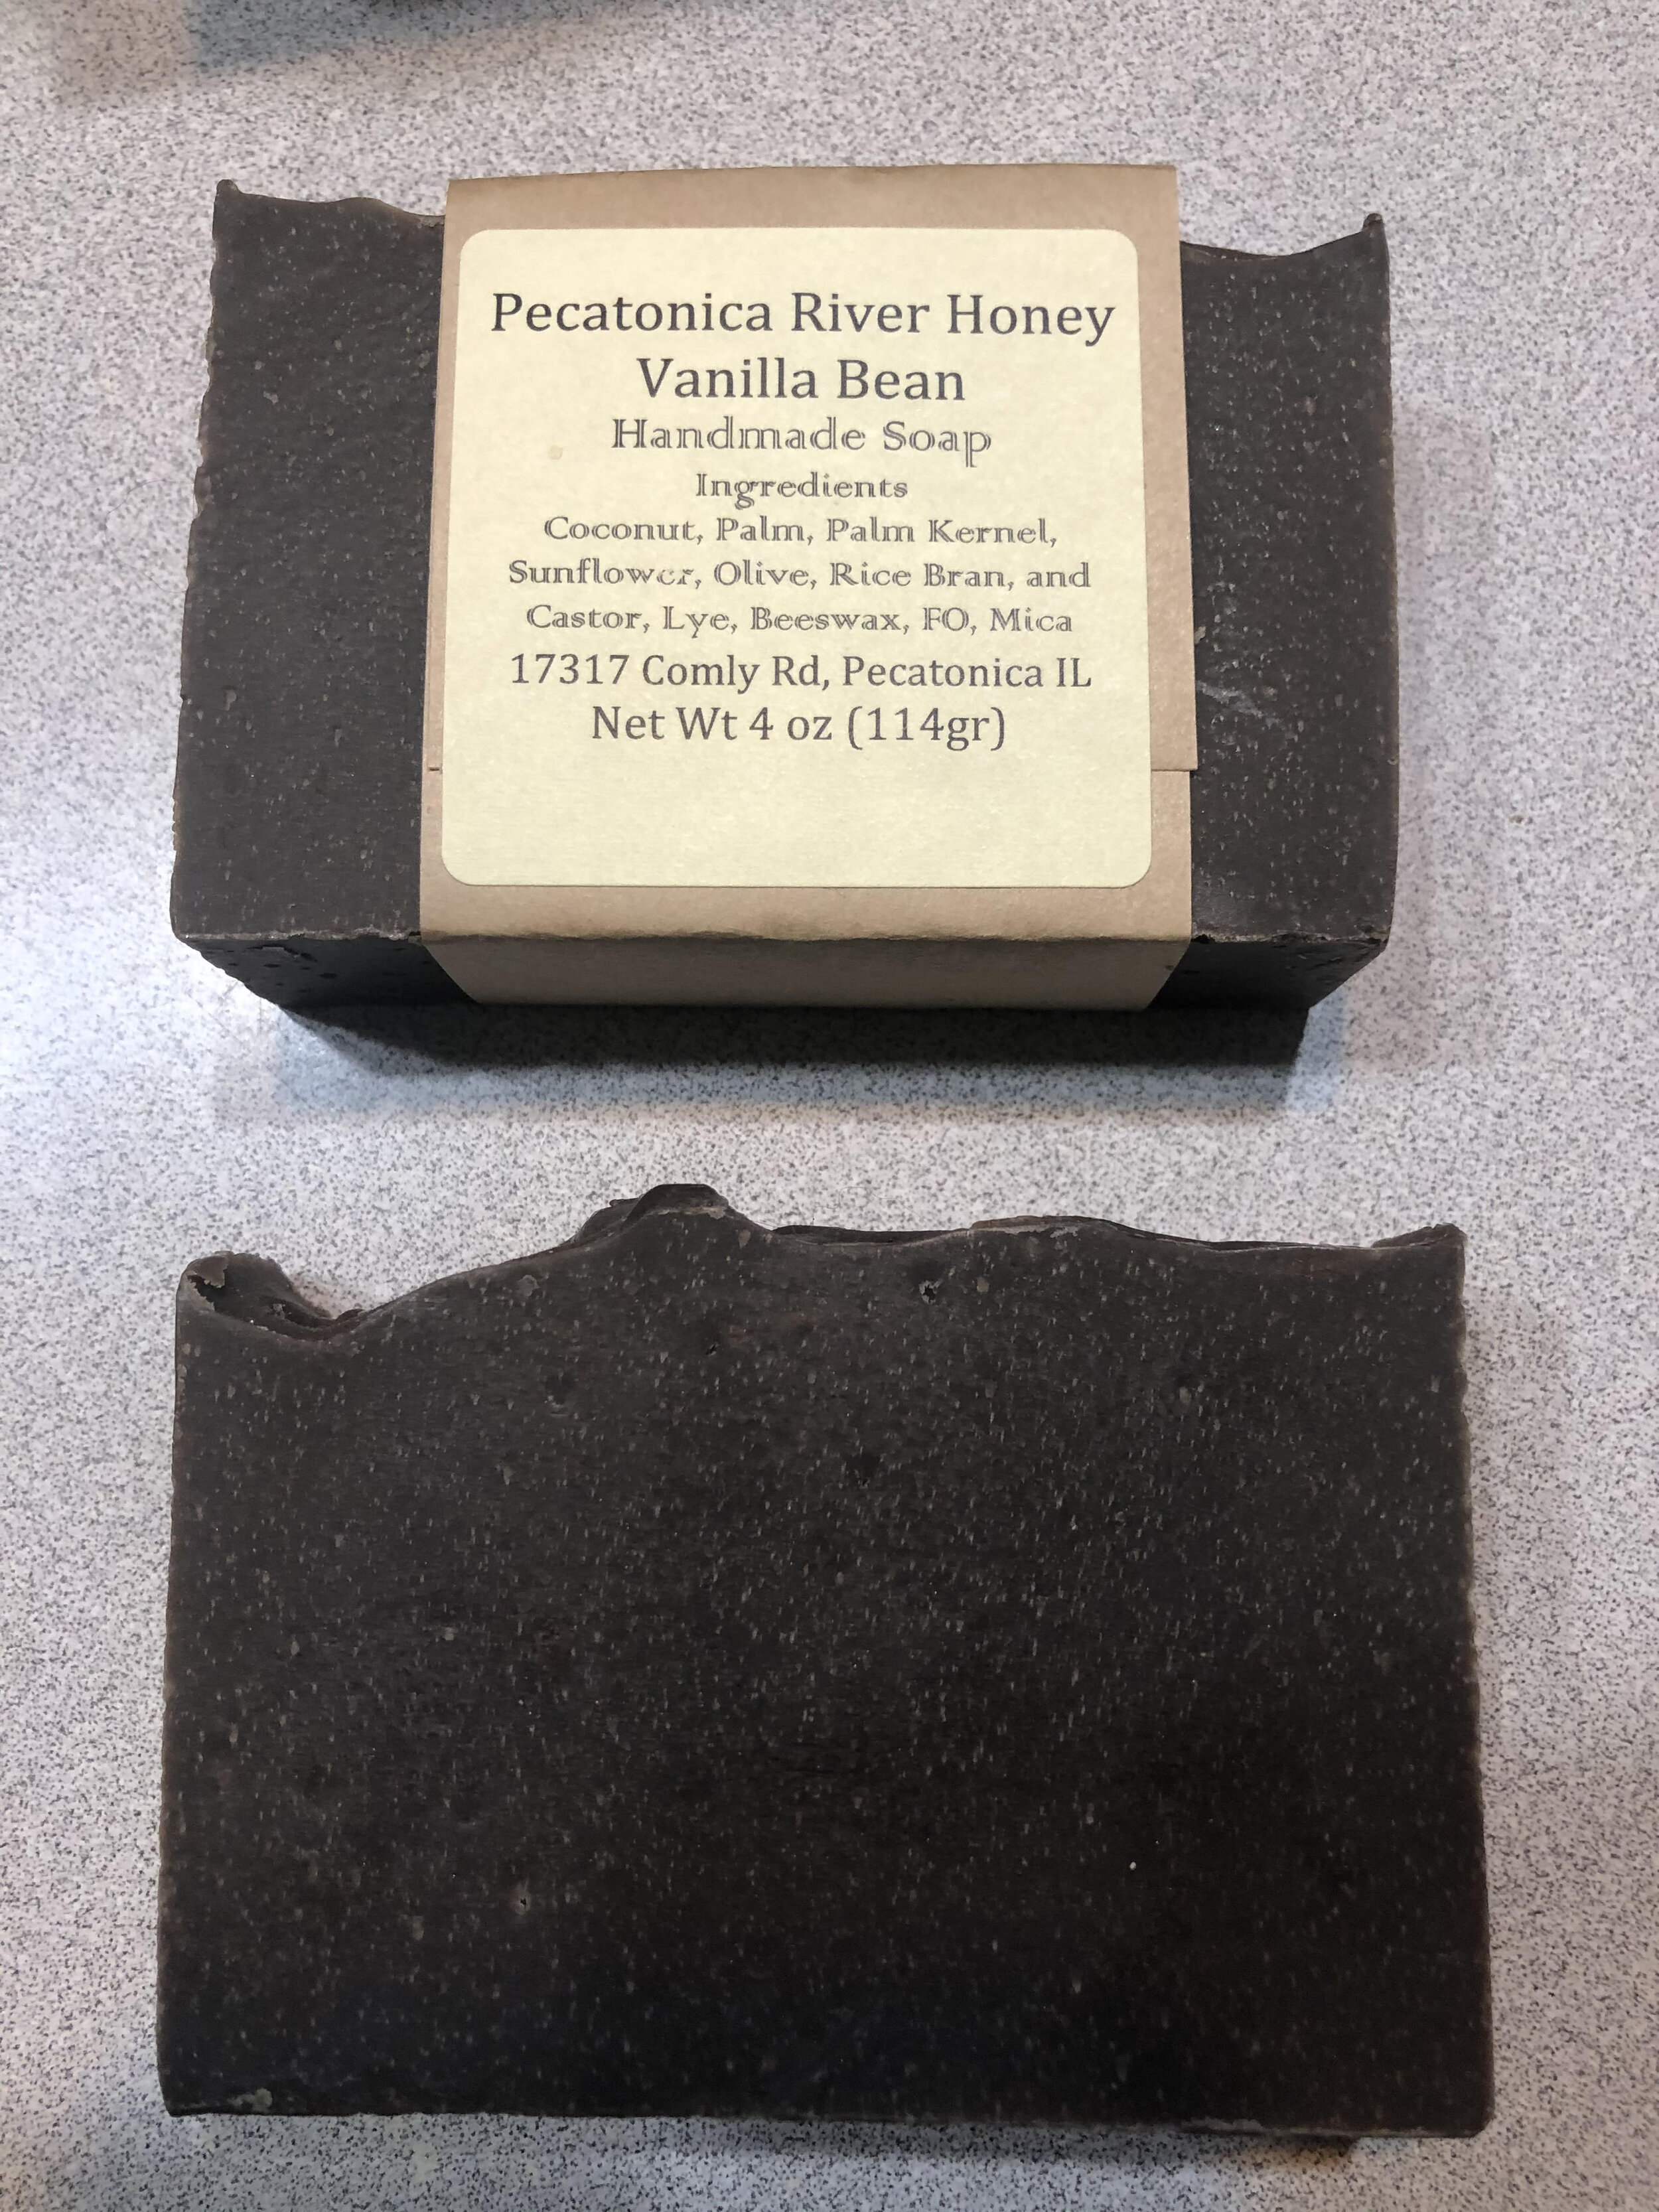 Pecatonica River Honey
Vanilla Bean
Handmade Soap
Ingredients
Coconut, Palm, Palm Kernel,
Sunflower, Olive, Rice Bran, and
Castor, Lye, Beeswax, FO, Mica
17317 Comly Rd, Pecatonica IL
Net Wt 4 oz (114gr)